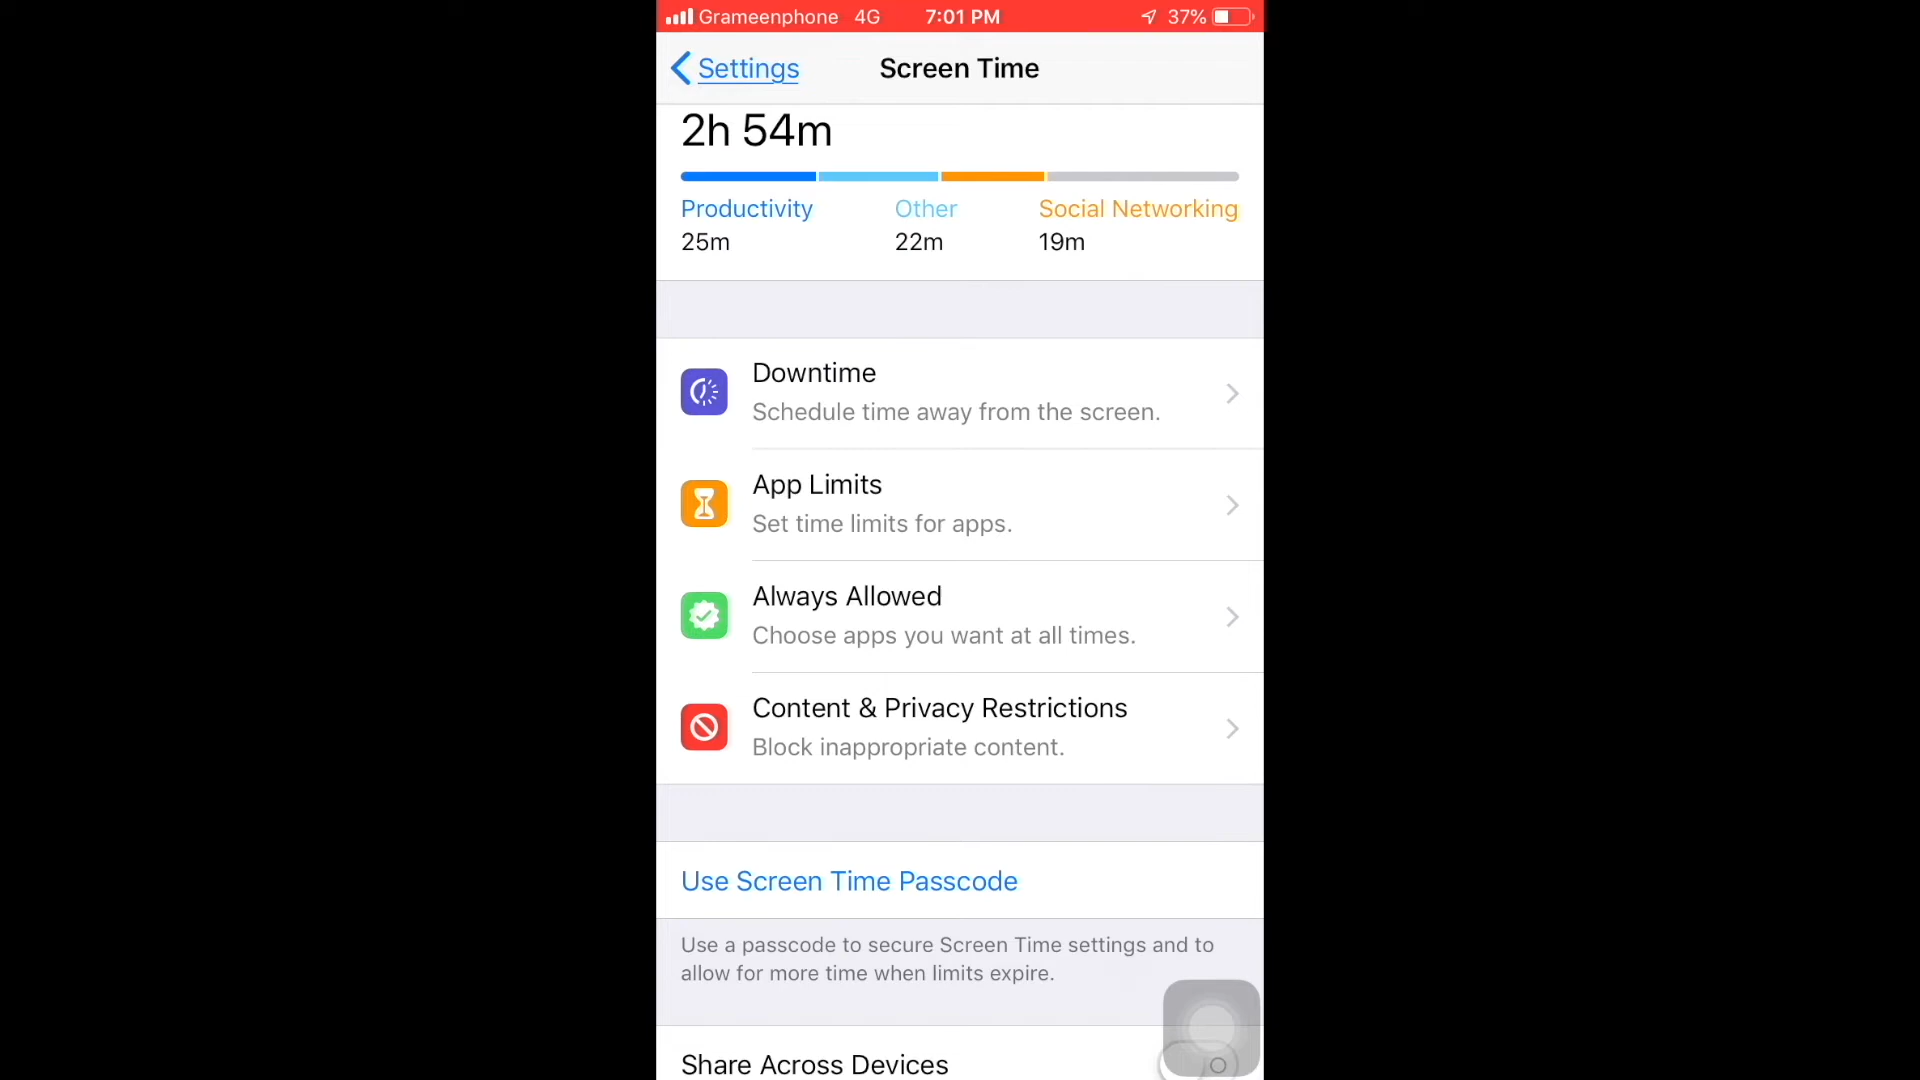 Grameenphone 4G 7:01 PM 37%
Settings Screen Time
2h 54m
Productivity Other Social Networking
25m 22m 19m
Downtime
Schedule time away from the screen.
App Limits
Set time limits for apps.
Always Allowed
Choose apps you want at all times.
Content & Privacy Restrictions
Block inappropriate content.
Use Screen Time Passcode
Use a passcode to secure Screen Time settings and to
allow for more time when limits expire.
Share Across Devices